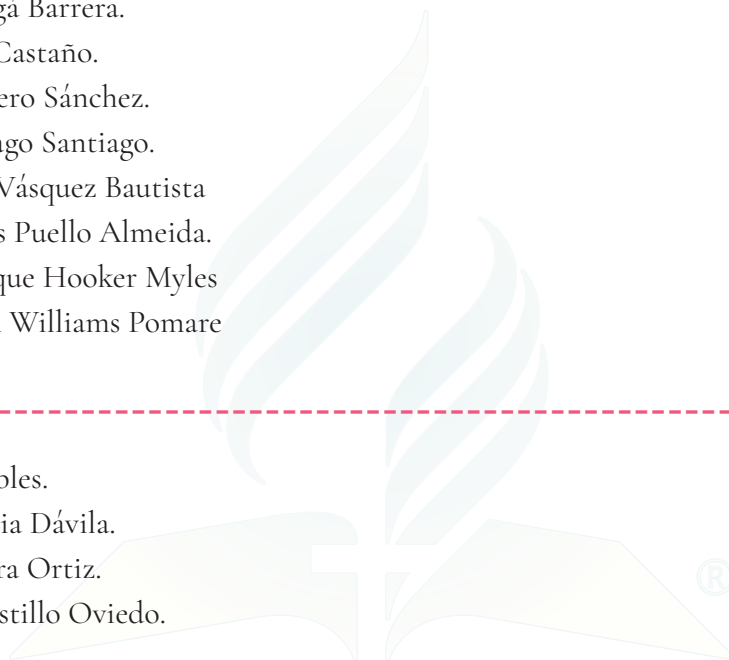 gá Barrera.
Castaño.
ero Sánchez.
ago Santiago.
Vásquez Bautista
s Puello Almeida.
que Hooker Myles
Williams Pomare
bles.
ia Dávila.
ra Ortiz.
stillo Oviedo.
®